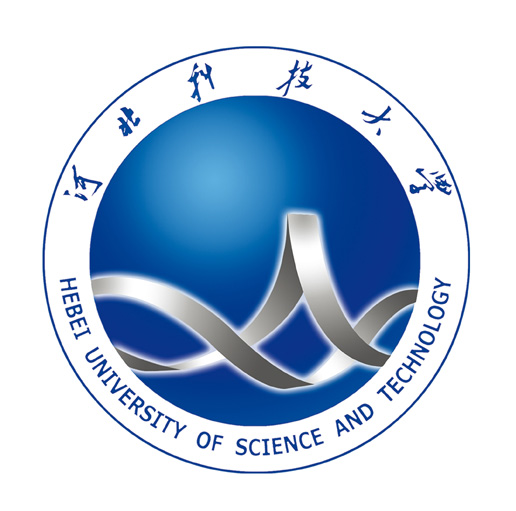 河北科技大学
HEBEI UNIVERSITY OF SCIENCE AND TECHNOLOGY